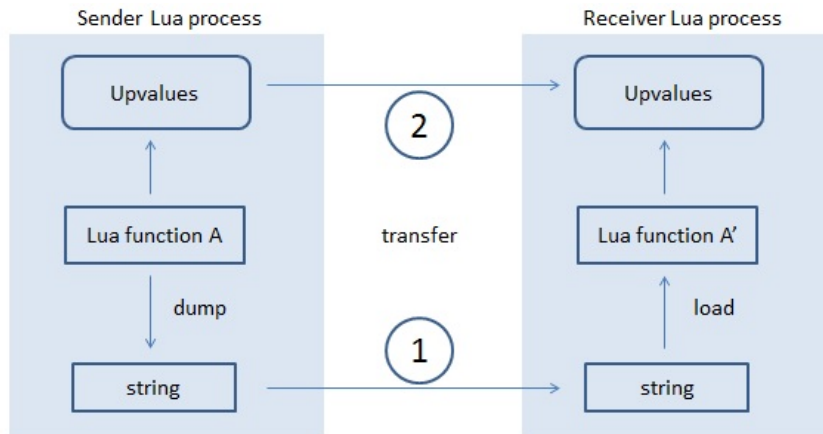 Sender Lua process
Receiver Lua process
Upvalues
Upvalues
2
Lua function A
transfer
Lua function A’
dump
load
1
string
string